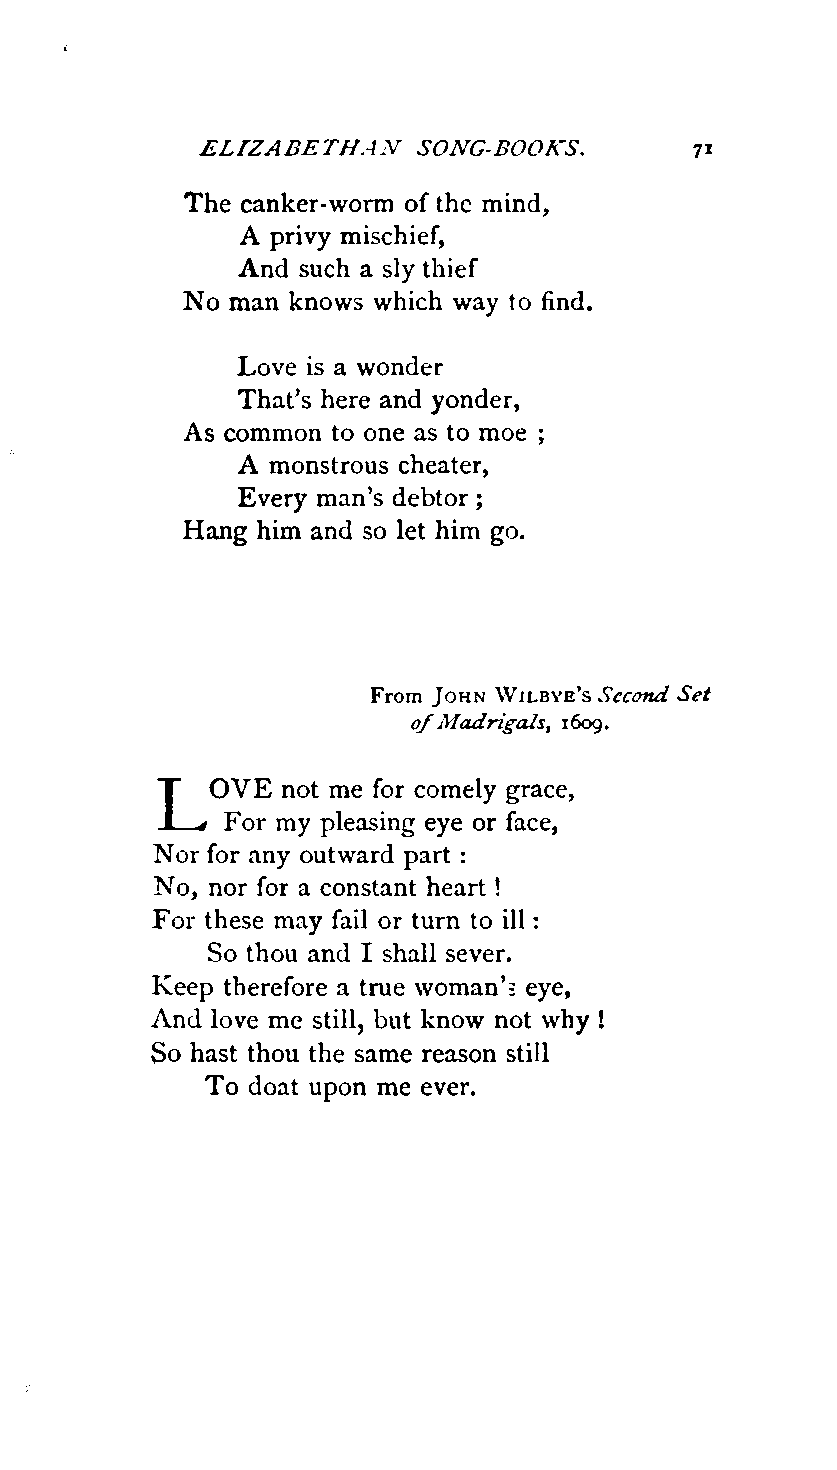 ELIZABETHAN SONG-BOOKS. 71
The canker-worm of the mind,
A privy mischief,
And such a sly thief
No man knows which way to find.
Love is a wonder
That's here and yonder,
As common to one as to moe ;
A monstrous cheater,
Every man's debtor ;
Hang him and so let him go.
From JOHN WILBYE'S Second Set
of Madrigals, 1609.
LOVE not me for comely grace,
For my pleasing eye or face,
Nor for any outward part :
No, nor for a constant heart !
For these may fail or turn to ill :
So thou and I shall sever.
Keep therefore a true woman's eye,
And love me still, but know not why !
So hast thou the same reason still
To doat upon me ever.